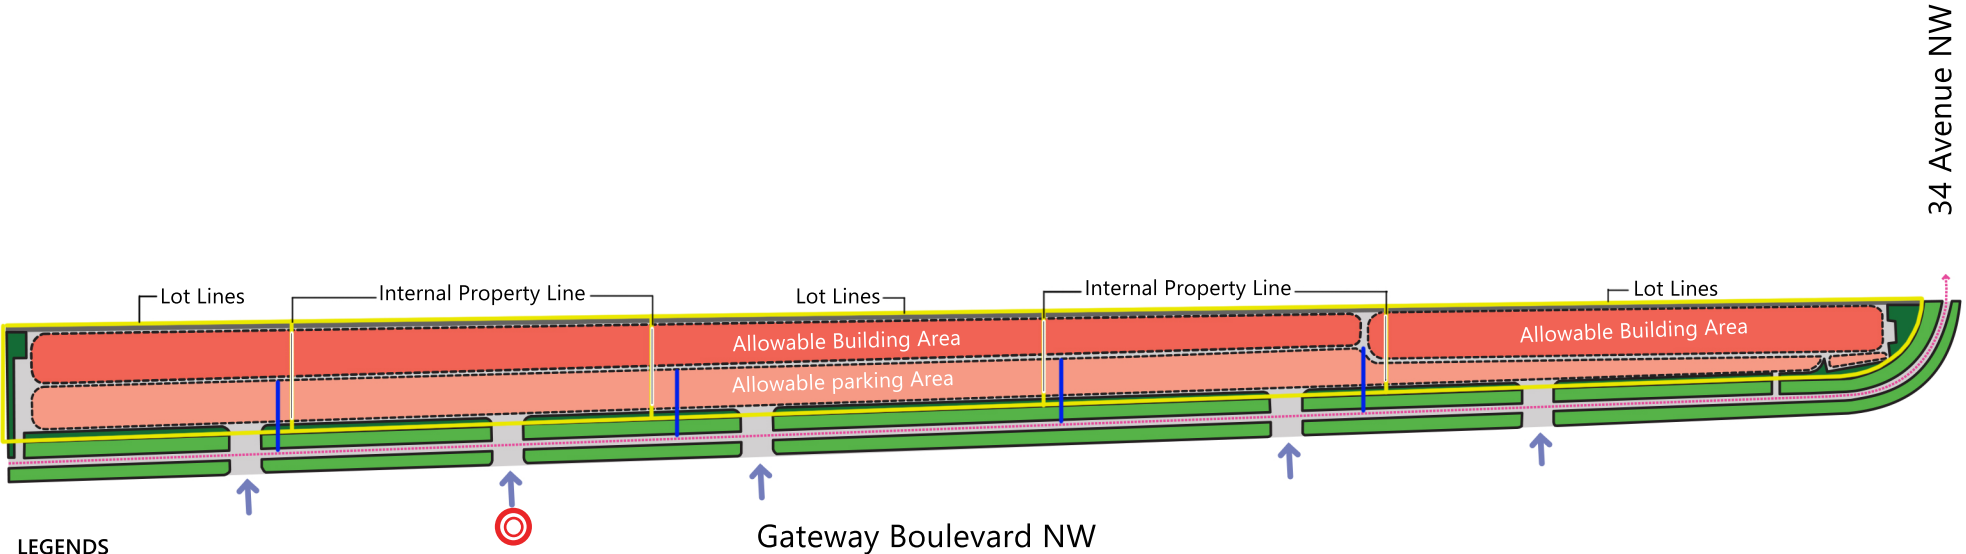 34 Avenue NW
Lot Lines
Internal Property Line
Lot Lines
Internal Property Line
Lot Lines
Allowable Building Area
Allowable Building Area
Allowable parking Area
Gateway Boulevard NW
LEGENDS